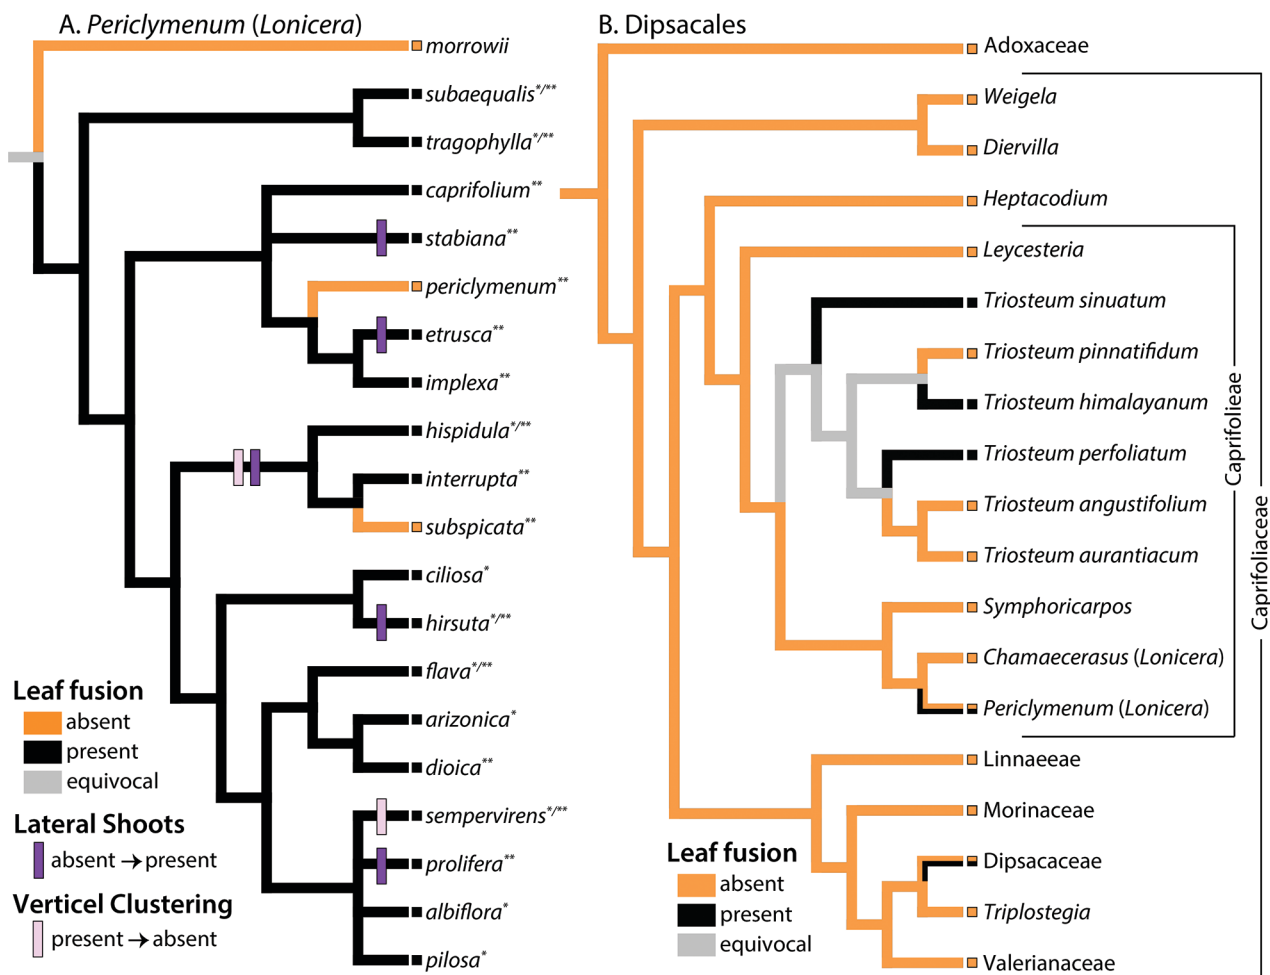 A. Periclymenum (Lonicera)
morrowii
subaequalis*/**
tragophylla*/**
caprifolium**
stabiana**
periclymenum**
etrusca**
implexa**
hispidula*/**
interrupta**
subspicata**
ciliosa*
hirsuta*/**
flava*/**
arizonica*
dioica**
sempervirens*/**
prolifera**
albiflora*
pilosa*
Leaf fusion
absent
present
equivocal
Lateral Shoots
absent → present
Verticel Clustering
present → absent
B. Dipsacales
Adoxaceae
Weigela
Diervilla
Heptacodium
Leycesteria
Triosteum sinuatum
Triosteum pinnatifidum
Triosteum himalayanum
Triosteum perfoliatum
Triosteum angustifolium
Triosteum aurantiacum
Symphoricarpos
Chamaecerasus (Lonicera)
Periclymenum (Lonicera)
Linnaeeae
Morinaceae
Dipsacaceae
Triplostegia
Valerianaceae
Caprifolieae
Caprifoliaceae
Leaf fusion
absent
present
equivocal